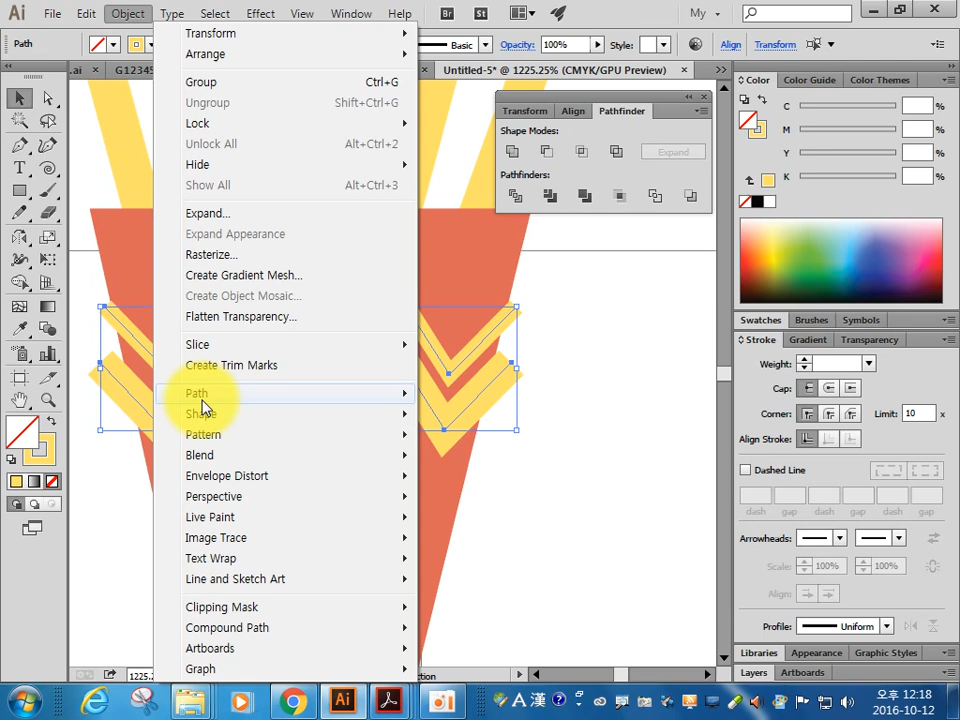 Ai File Edit Object Type Select Effect View Window Help Br St My
Path Basic Opacity: 100% Style: Align Transform
.ai × G12345 Untitled-5* @ 1225.25% (CMYK/GPU Preview) ×
Transform
Arrange
Group Ctrl+G
Ungroup Shift+Ctrl+G
Lock
Unlock All Alt+Ctrl+2
Hide
Show All Alt+Ctrl+3
Expand...
Expand Appearance
Rasterize...
Create Gradient Mesh...
Create Object Mosaic...
Flatten Transparency...
Slice
Create Trim Marks
Path
Shape
Pattern
Blend
Envelope Distort
Perspective
Live Paint
Image Trace
Text Wrap
Line and Sketch Art
Clipping Mask
Compound Path
Artboards
Graph
Transform Align Pathfinder
Shape Modes:
Expand
Pathfinders:
Color Color Guide Color Themes
C %
M %
Y %
K %
Swatches Brushes Symbols
Stroke Gradient Transparency
Weight:
Cap:
Corner: Limit: 10 x
Align Stroke:
Dashed Line
dash gap dash gap dash gap
Arrowheads:
Scale: 100% 100%
Align:
Profile: Uniform
Libraries Appearance Graphic Styles
Layers Artboards
1225.
ction
Ai A 漢 ?
오후 12:18
2016-10-12